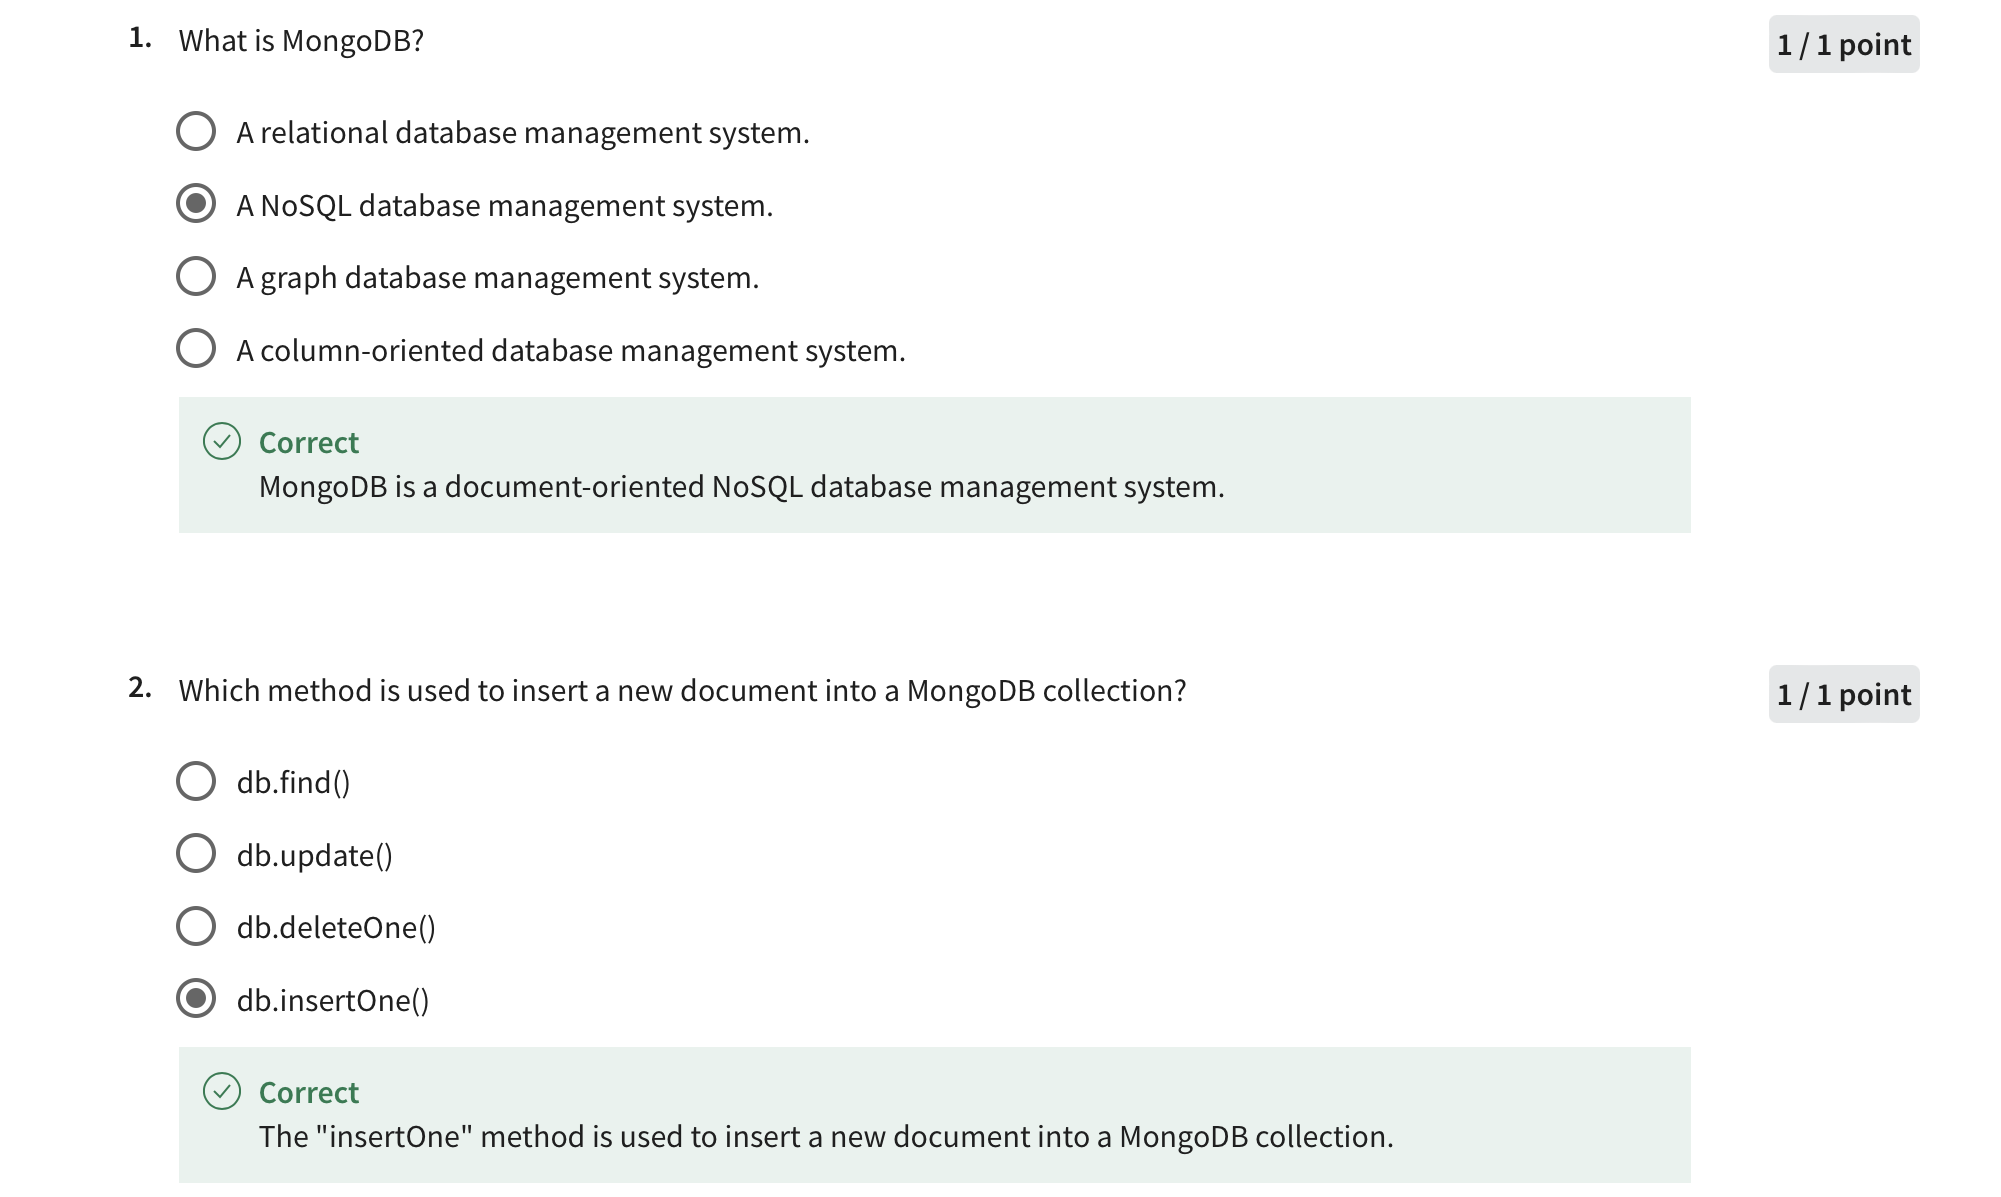 1. What is MongoDB?
1 / 1 point
A relational database management system.
A NoSQL database management system.
A graph database management system.
A column-oriented database management system.
Correct
MongoDB is a document-oriented NoSQL database management system.
2. Which method is used to insert a new document into a MongoDB collection?
1 / 1 point
db.find()
db.update()
db.deleteOne()
db.insertOne()
Correct
The "insertOne" method is used to insert a new document into a MongoDB collection.